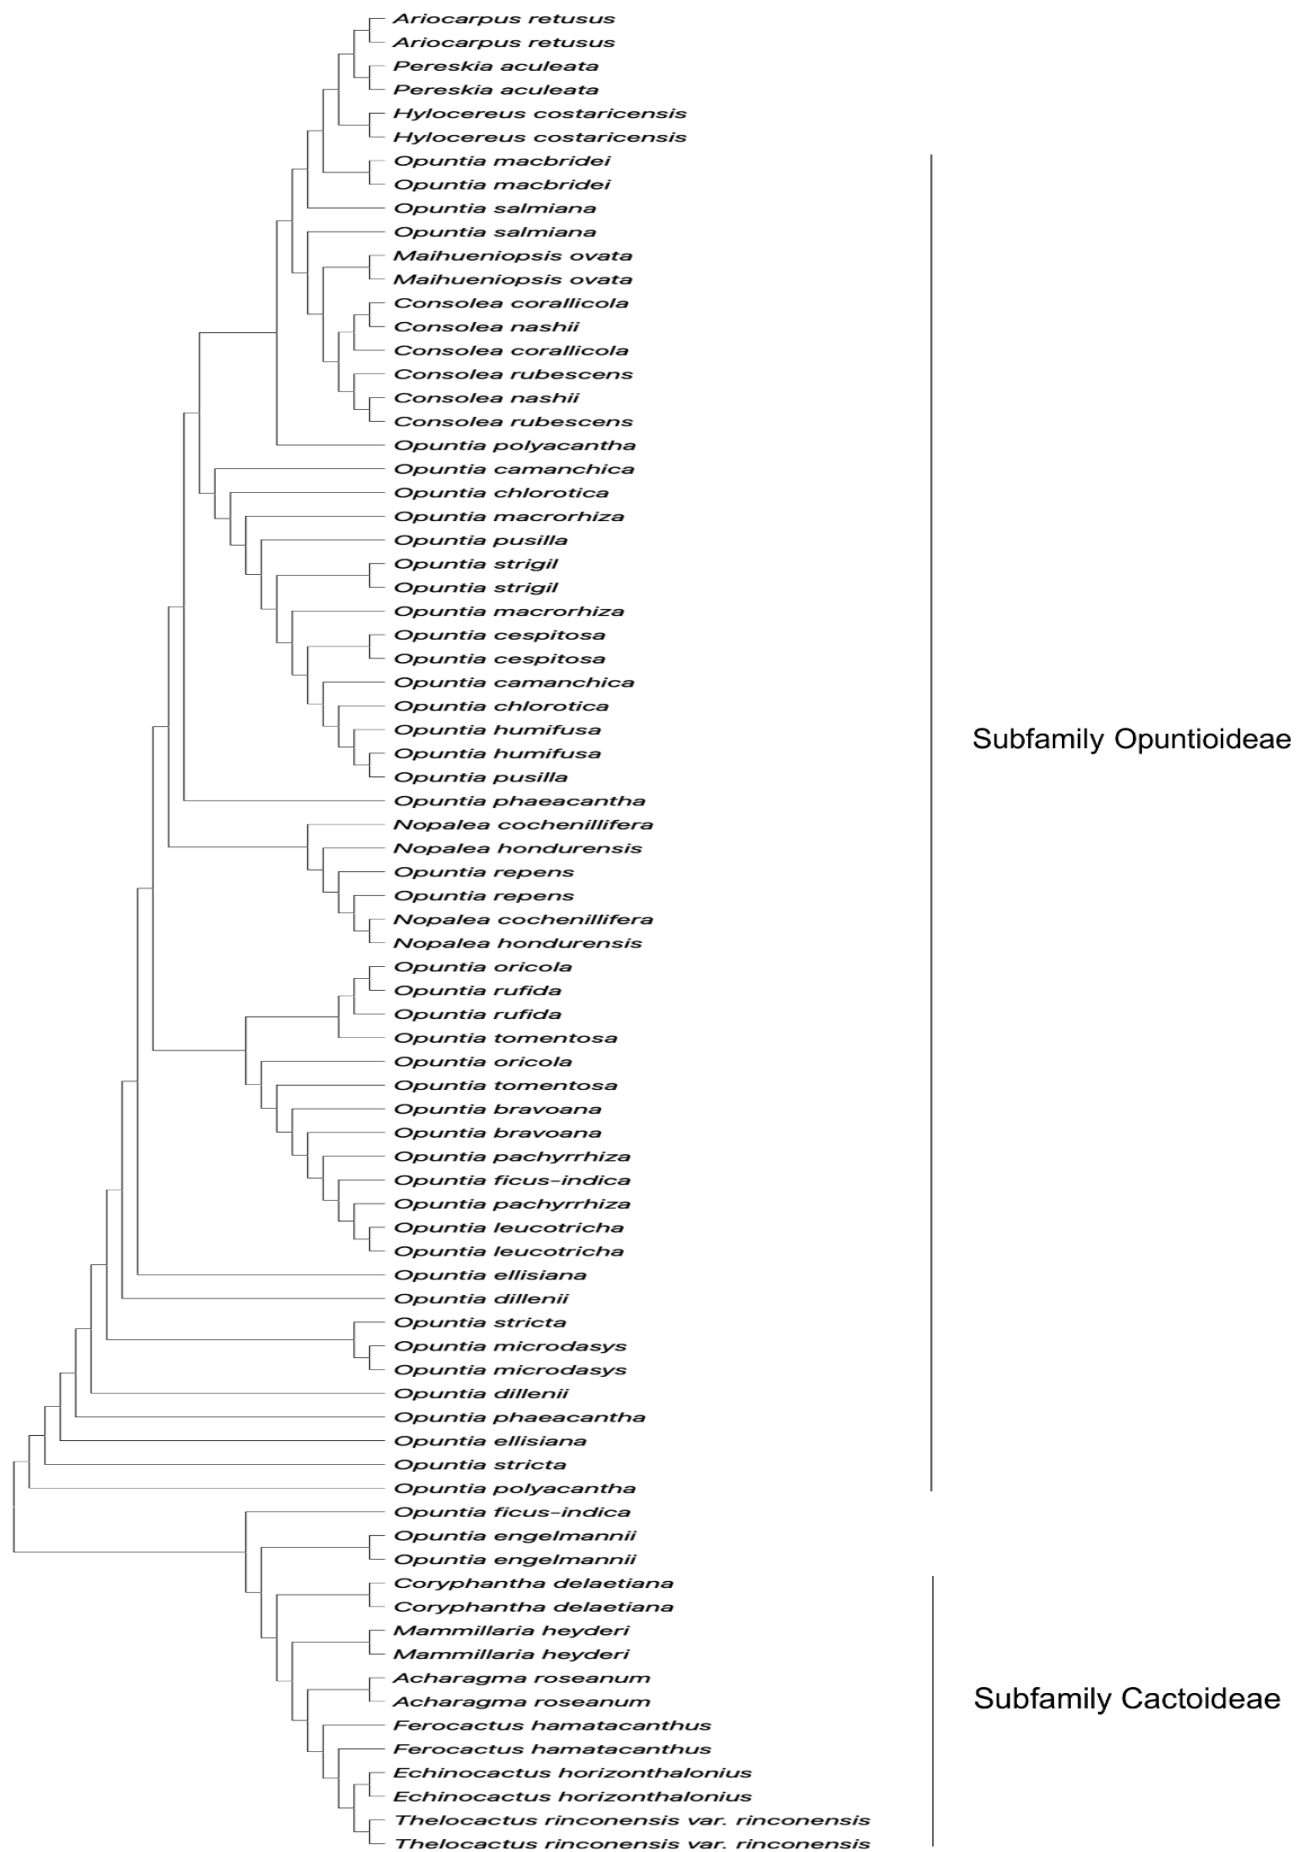 Ariocarpus retusus
Ariocarpus retusus
Pereskia aculeata
Pereskia aculeata
Hylocereus costaricensis
Hylocereus costaricensis
Opuntia macbridei
Opuntia macbridei
Opuntia salmiana
Opuntia salmiana
Maihueniopsis ovata
Maihueniopsis ovata
Consolea corallicola
Consolea nashii
Consolea corallicola
Consolea rubescens
Consolea nashii
Consolea rubescens
Opuntia polyacantha
Opuntia camanchica
Opuntia chlorotica
Opuntia macrorhiza
Opuntia pusilla
Opuntia strigil
Opuntia strigil
Opuntia macrorhiza
Opuntia cespitosa
Opuntia cespitosa
Opuntia camanchica
Opuntia chlorotica
Opuntia humifusa
Subfamily Opuntioideae
Opuntia humifusa
Opuntia pusilla
Opuntia phaeacantha
Nopalea cochenillifera
Nopalea hondurensis
Opuntia repens
Opuntia repens
Nopalea cochenillifera
Nopalea hondurensis
Opuntia oricola
Opuntia rufida
Opuntia rufida
Opuntia tomentosa
Opuntia oricola
Opuntia tomentosa
Opuntia bravoana
Opuntia bravoana
Opuntia pachyrrhiza
Opuntia ficus-indica
Opuntia pachyrrhiza
Opuntia leucotricha
Opuntia leucotricha
Opuntia ellisiana
Opuntia dillenii
Opuntia stricta
Opuntia microdasys
Opuntia microdasys
Opuntia dillenii
Opuntia phaeacantha
Opuntia ellisiana
Opuntia stricta
Opuntia polyacantha
Opuntia ficus-indica
Opuntia engelmannii
Opuntia engelmannii
Coryphantha delaetiana
Coryphantha delaetiana
Mammillaria heyderi
Mammillaria heyderi
Acharagma roseanum
Acharagma roseanum
Subfamily Cactoideae
Ferocactus hamatacanthus
Ferocactus hamatacanthus
Echinocactus horizonthalonius
Echinocactus horizonthalonius
Thelocactus rinconensis var. rinconensis
Thelocactus rinconensis var. rinconensis